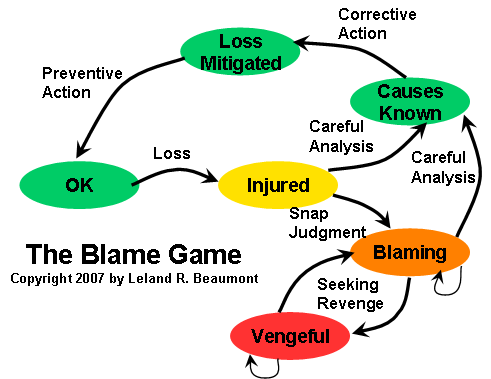 Corrective
Action
Loss
Mitigated
Preventive
Action
Causes
Known
Careful
Analysis
Loss
Careful
Analysis
OK
Injured
Snap
Judgment
The Blame Game
Copyright 2007 by Leland R. Beaumont
Blaming
Seeking
Revenge
Vengeful